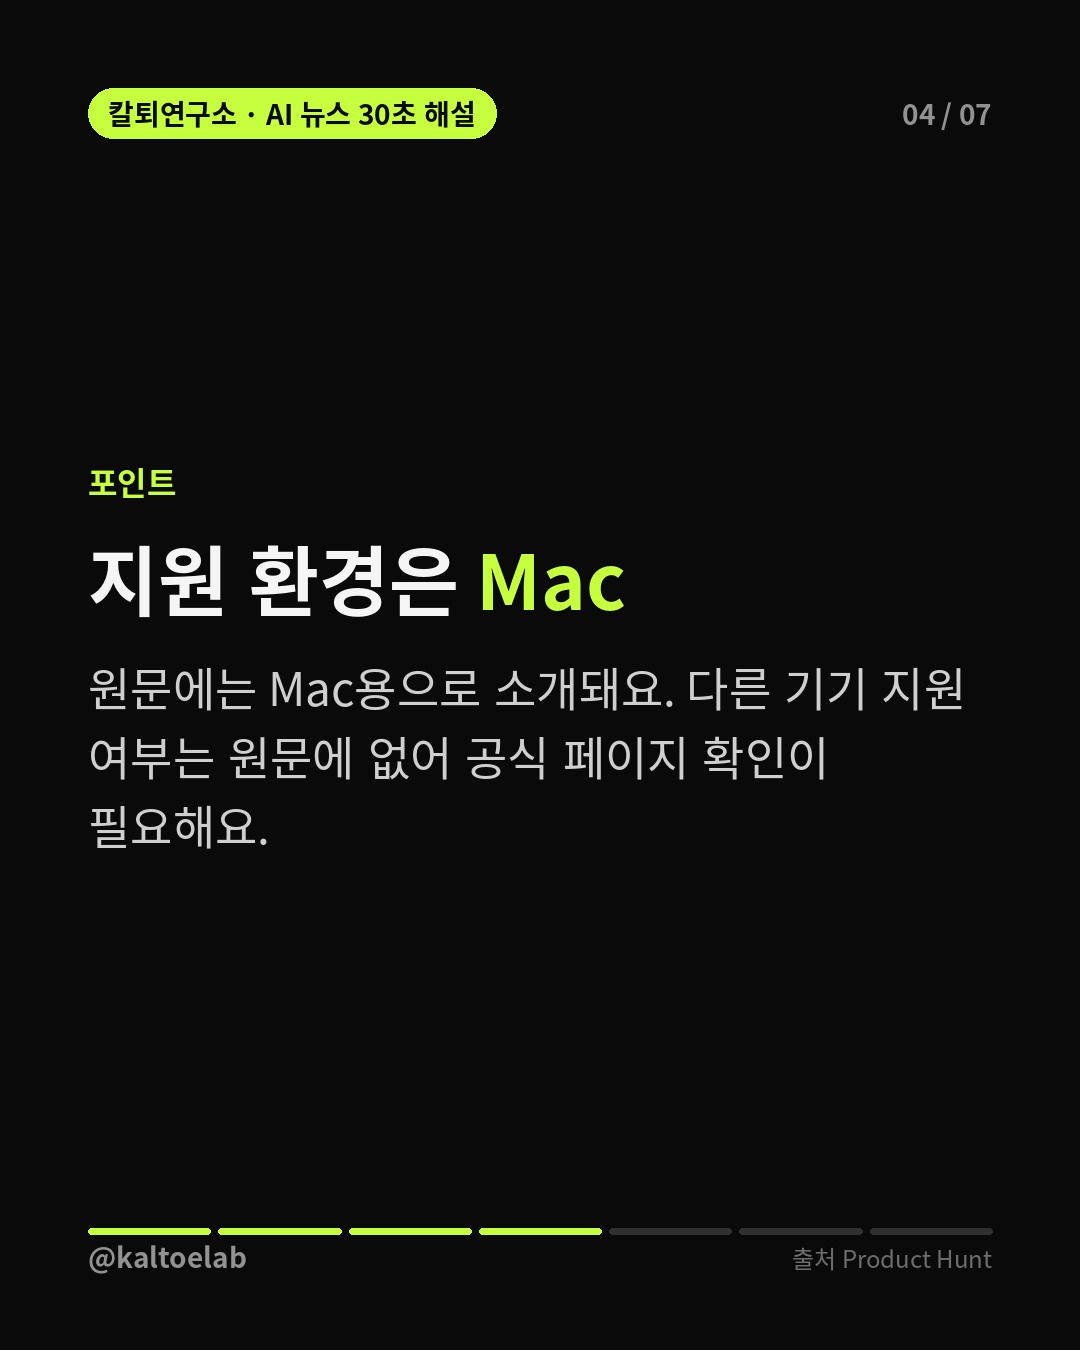 칼퇴연구소 · AI 뉴스 30초 해설
04 / 07
포인트
지원 환경은 Mac
원문에는 Mac용으로 소개돼요. 다른 기기 지원
여부는 원문에 없어 공식 페이지 확인이
필요해요.
@kaltoelab
출처 Product Hunt